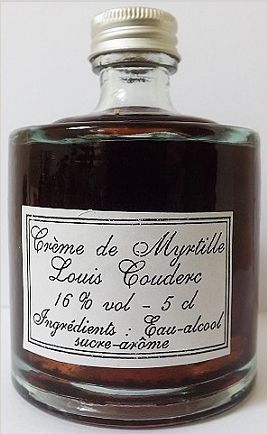 Crème de Myrtille
Louis Couderc
16 % vol - 5 cl
Ingrédients : Eau-alcool
sucre-arôme